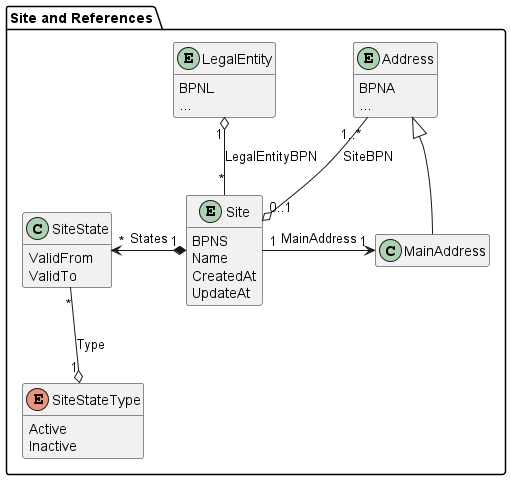 Site and References
E LegalEntity
BPNL
...
E Address
BPNA
...
1
LegalEntityBPN
*
1..*
SiteBPN
0..1
E Site
BPNS
Name
CreatedAt
UpdateAt
C SiteState
ValidFrom
ValidTo
* States 1
1 MainAddress 1
C MainAddress
*
Type
1
E SiteStateType
Active
Inactive